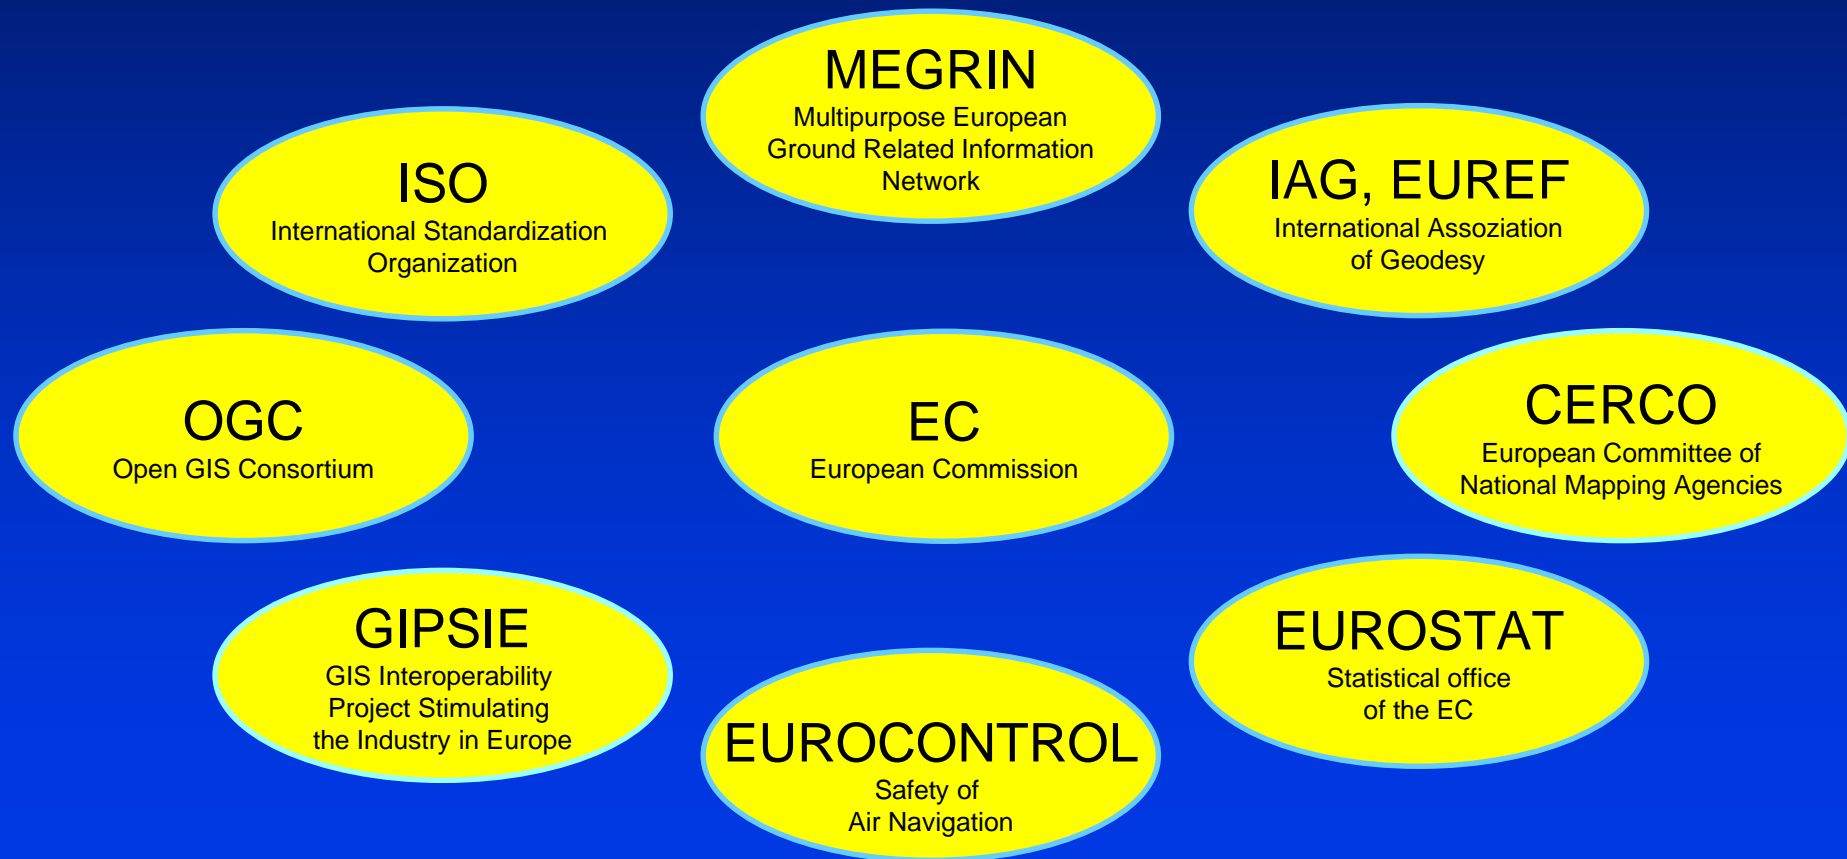 MEGRIN
Multipurpose European
Ground Related Information
Network
ISO
International Standardization
Organization
IAG, EUREF
International Assoziation
of Geodesy
OGC
Open GIS Consortium
EC
European Commission
CERCO
European Committee of
National Mapping Agencies
GIPSIE
GIS Interoperability
Project Stimulating
the Industry in Europe
EUROCONTROL
Safety of
Air Navigation
EUROSTAT
Statistical office
of the EC